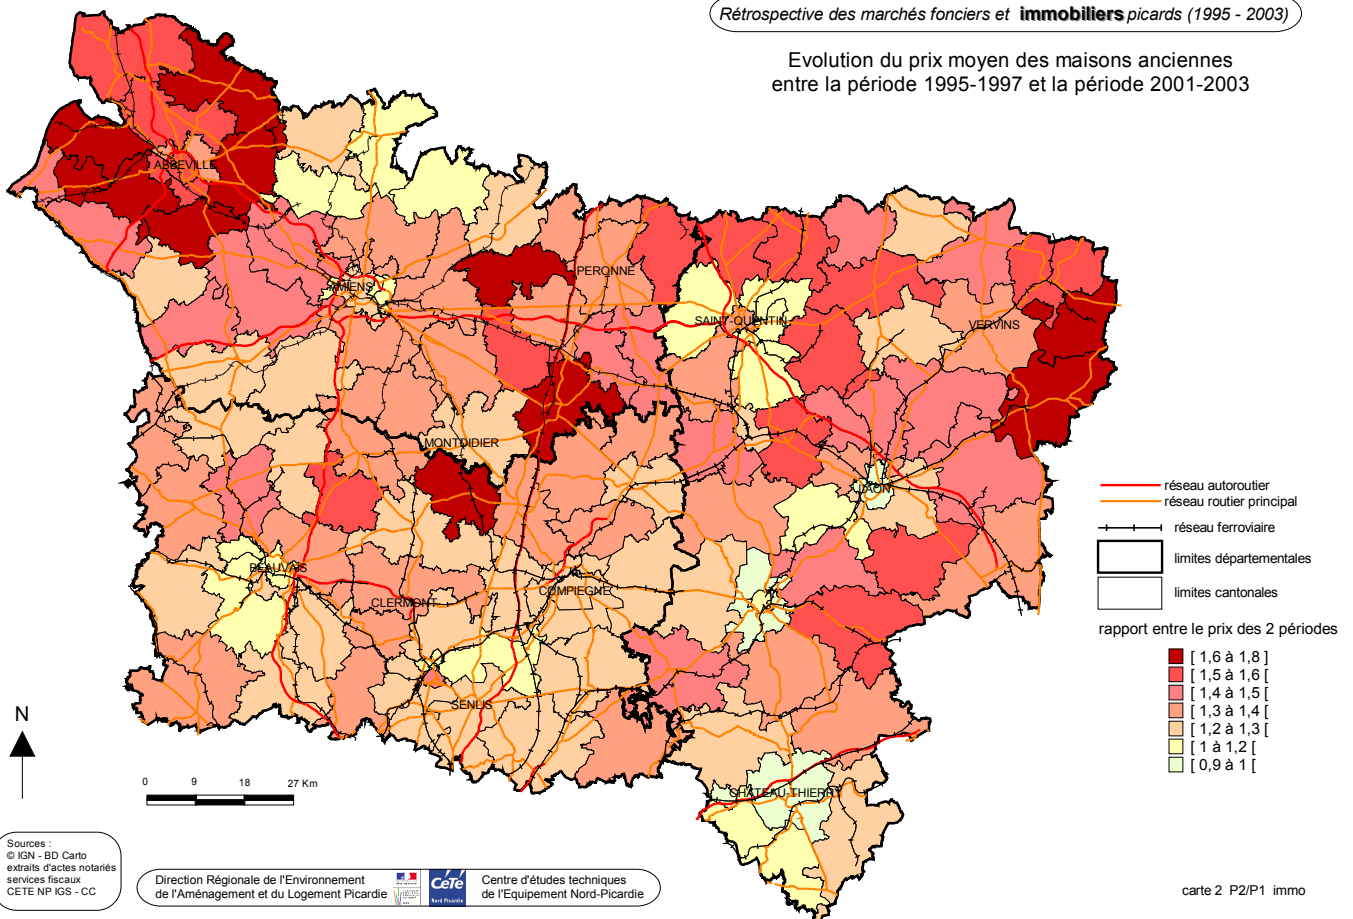 Rétrospective des marchés fonciers et immobiliers picards (1995 - 2003)
Evolution du prix moyen des maisons anciennes
entre la période 1995-1997 et la période 2001-2003
ABBEVILLE
AMIENS
PERONNE
SAINT-QUENTIN
VERVINS
MONTDIDIER
LAON
BEAUVAIS
CLERMONT
COMPIEGNE
SENLIS
CHATEAU-THIERRY
réseau autoroutier
réseau routier principal
réseau ferroviaire
limites départementales
limites cantonales
rapport entre le prix des 2 périodes
[ 1,6 à 1,8 ]
[ 1,5 à 1,6 [
[ 1,4 à 1,5 [
[ 1,3 à 1,4 [
[ 1,2 à 1,3 [
[ 1 à 1,2 [
[ 0,9 à 1 [
N
0 9 18 27 Km
Sources :
© IGN - BD Carto
extraits d'actes notariés
services fiscaux
CETE NP IGS - CC
Direction Régionale de l'Environnement
de l'Aménagement et du Logement Picardie
CeTe
Nord Picardie
Centre d'études techniques
de l'Equipement Nord-Picardie
carte 2 P2/P1 immo